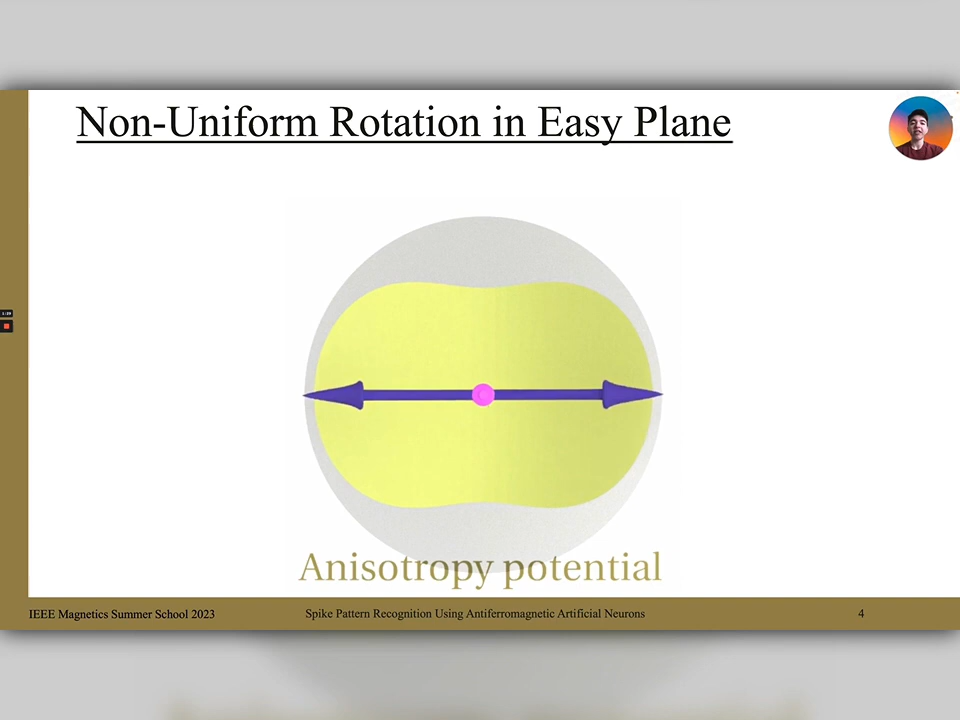 Non-Uniform Rotation in Easy Plane
Anisotropy potential
IEEE Magnetics Summer School 2023
Spike Pattern Recognition Using Antiferromagnetic Artificial Neurons
4